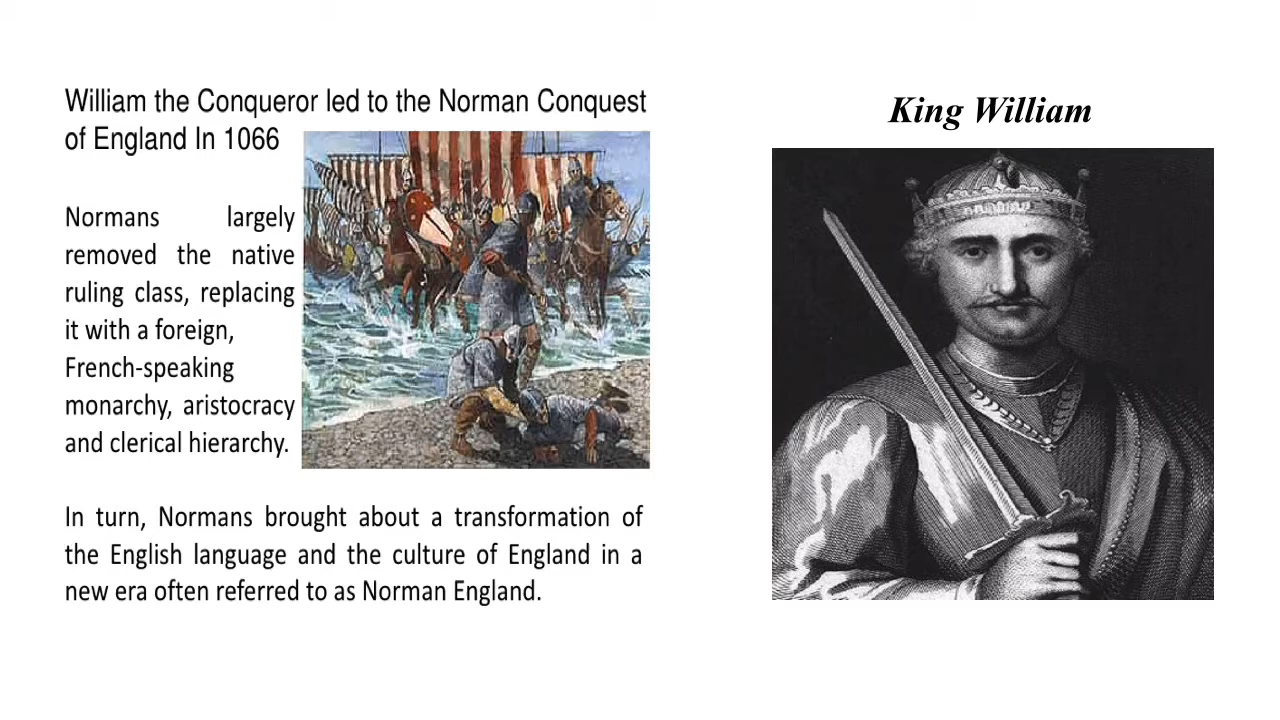 William the Conqueror led to the Norman Conquest
of England In 1066
Normans largely
removed the native
ruling class, replacing
it with a foreign,
French-speaking
monarchy, aristocracy
and clerical hierarchy.
In turn, Normans brought about a transformation of
the English language and the culture of England in a
new era often referred to as Norman England.
King William